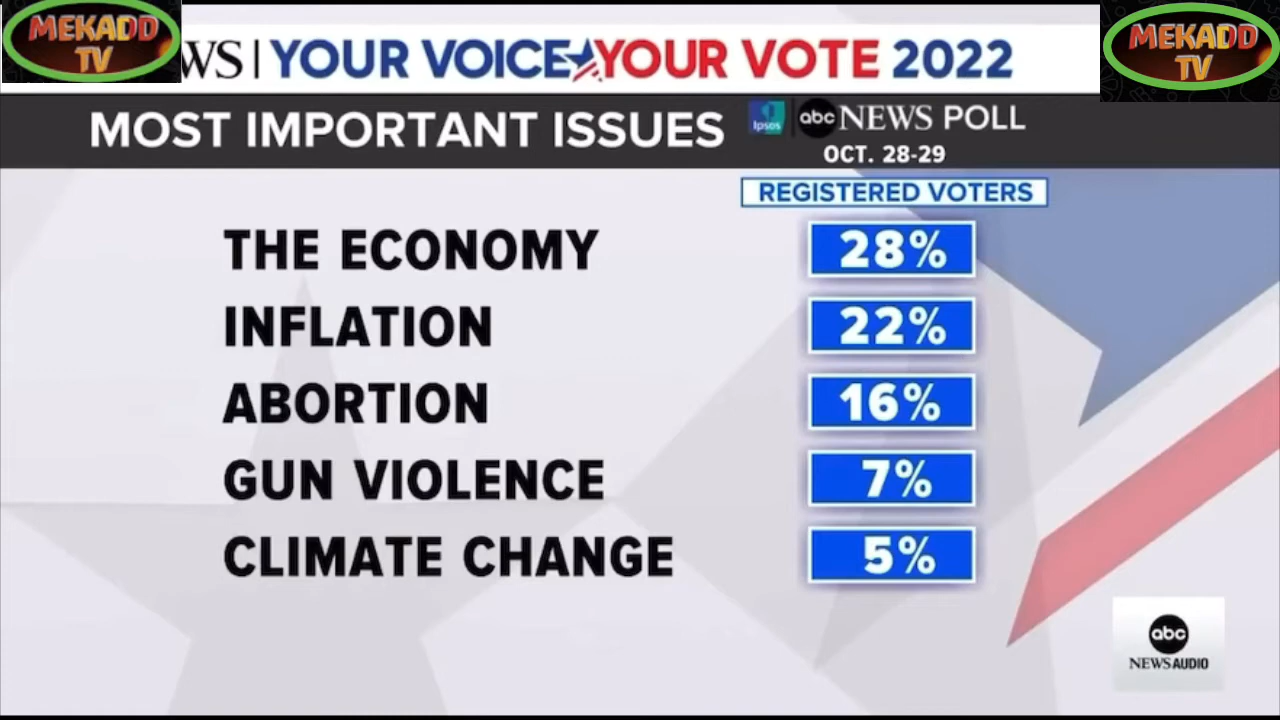 MEKADD
TV
WS | YOUR VOICE YOUR VOTE 2022
MEKADD
TV
MOST IMPORTANT ISSUES
Ipsos
abc NEWS POLL
OCT. 28-29
REGISTERED VOTERS
THE ECONOMY 28%
INFLATION 22%
ABORTION 16%
GUN VIOLENCE 7%
CLIMATE CHANGE 5%
abc
NEWS AUDIO